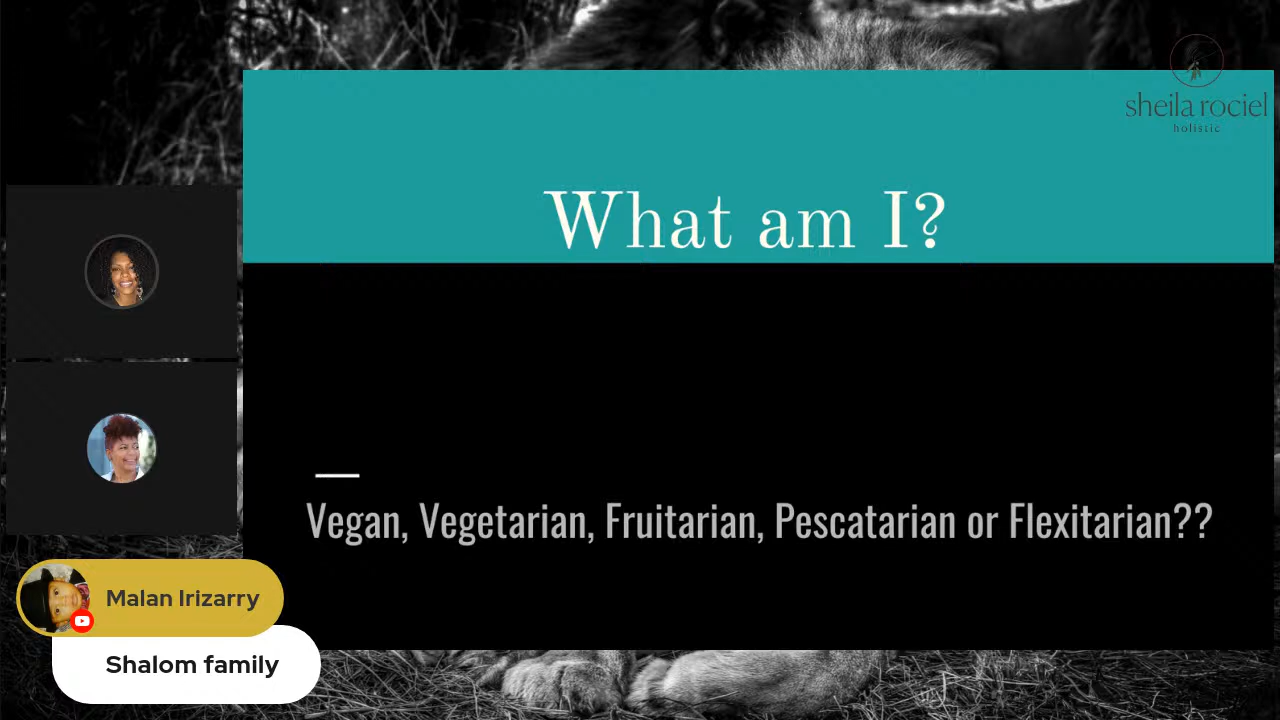 sheila rociel
holistic
What am I?
Vegan, Vegetarian, Fruitarian, Pescatarian or Flexitarian??
Malan Irizarry
Shalom family